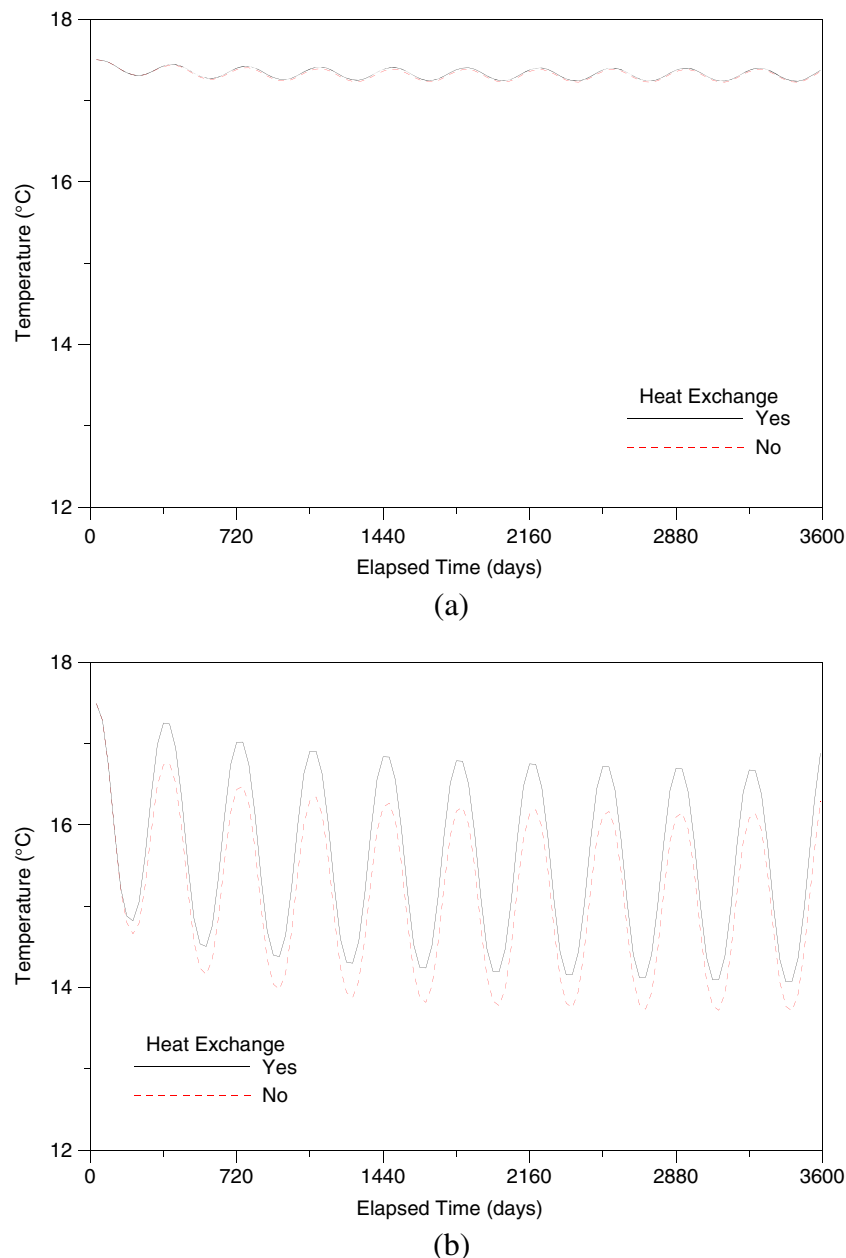 18
16
14
12
Temperature (°C)
Heat Exchange
Yes
No
0 720 1440 2160 2880 3600
Elapsed Time (days)
(a)
18
16
14
12
Temperature (°C)
Heat Exchange
Yes
No
0 720 1440 2160 2880 3600
Elapsed Time (days)
(b)